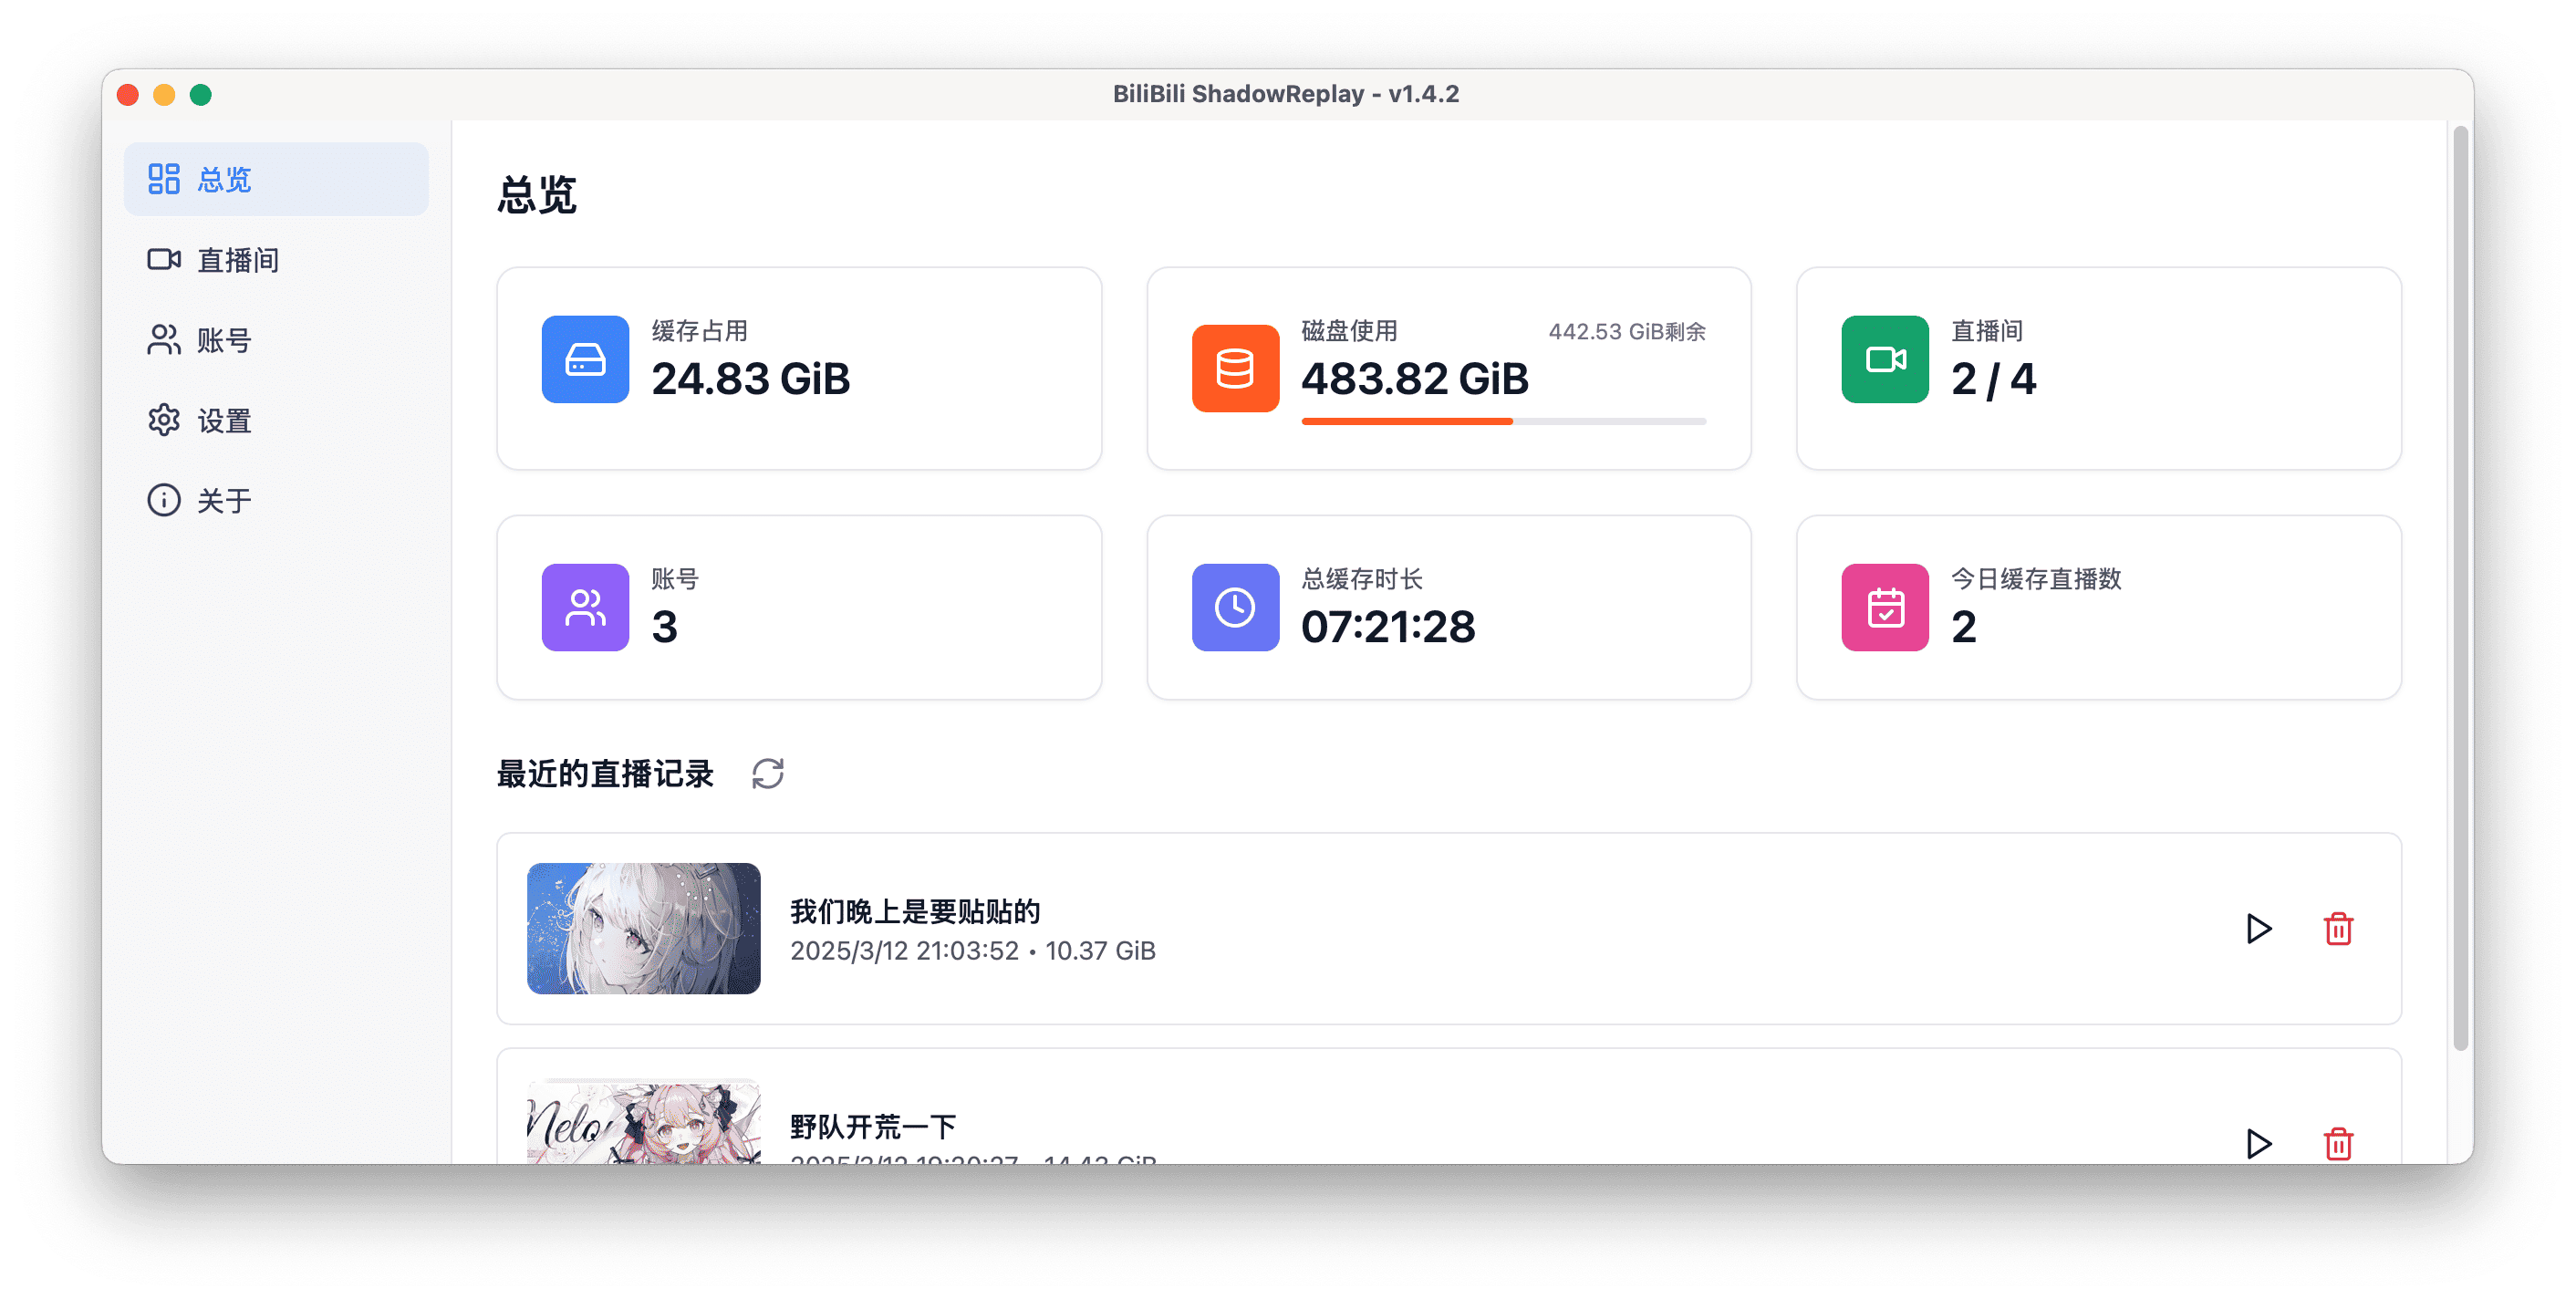 BiliBili ShadowReplay - v1.4.2
总览
直播间
账号
设置
关于
总览
缓存占用
24.83 GiB
磁盘使用
442.53 GiB剩余
483.82 GiB
直播间
2 / 4
账号
3
总缓存时长
07:21:28
今日缓存直播数
2
最近的直播记录
我们晚上是要贴贴的
2025/3/12 21:03:52 • 10.37 GiB
野队开荒一下